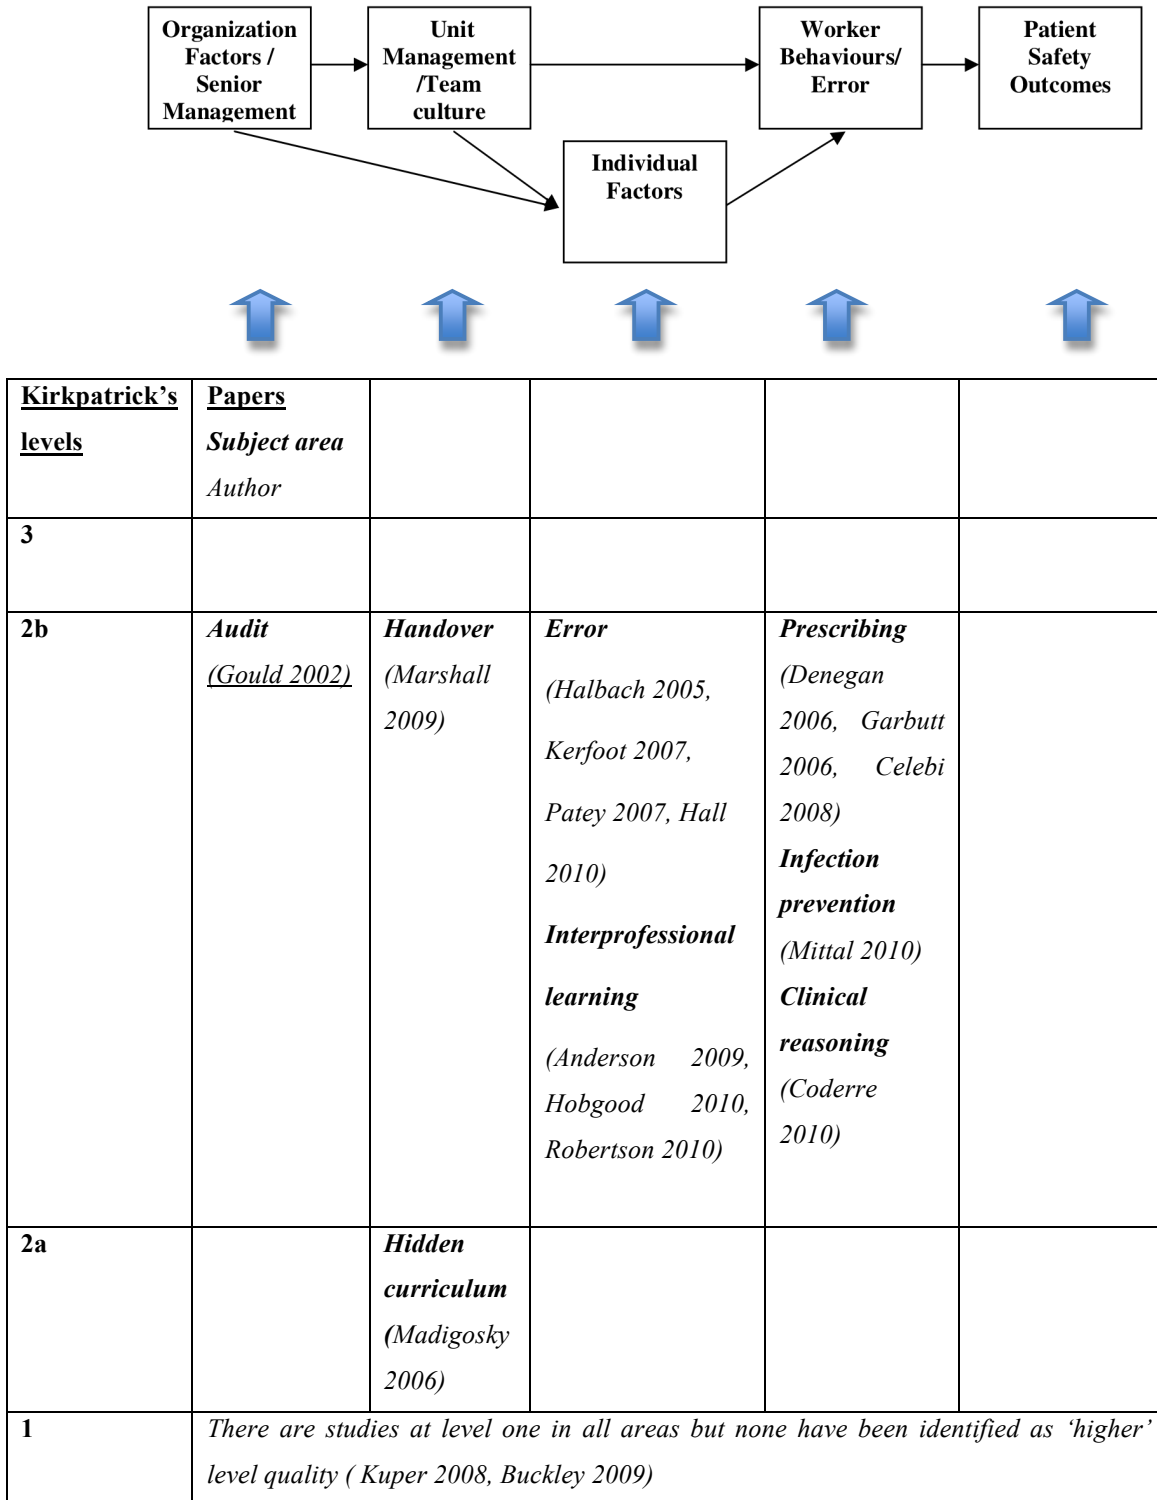 Organization
Factors /
Senior
Management
Unit
Management
/Team
culture
Worker
Behaviours/
Error
Patient
Safety
Outcomes
Individual
Factors
Kirkpatrick's
levels
Papers
Subject area
Author
3
2b
Audit
(Gould 2002)
Handover
(Marshall
2009)
Error
(Halbach 2005,
Kerfoot 2007,
Patey 2007, Hall
2010)
Interprofessional
learning
(Anderson 2009,
Hobgood 2010,
Robertson 2010)
Prescribing
(Denegan
2006, Garbutt
2006, Celebi
2008)
Infection
prevention
(Mittal 2010)
Clinical
reasoning
(Coderre
2010)
2a
Hidden
curriculum
(Madigosky
2006)
1
There are studies at level one in all areas but none have been identified as 'higher'
level quality ( Kuper 2008, Buckley 2009)